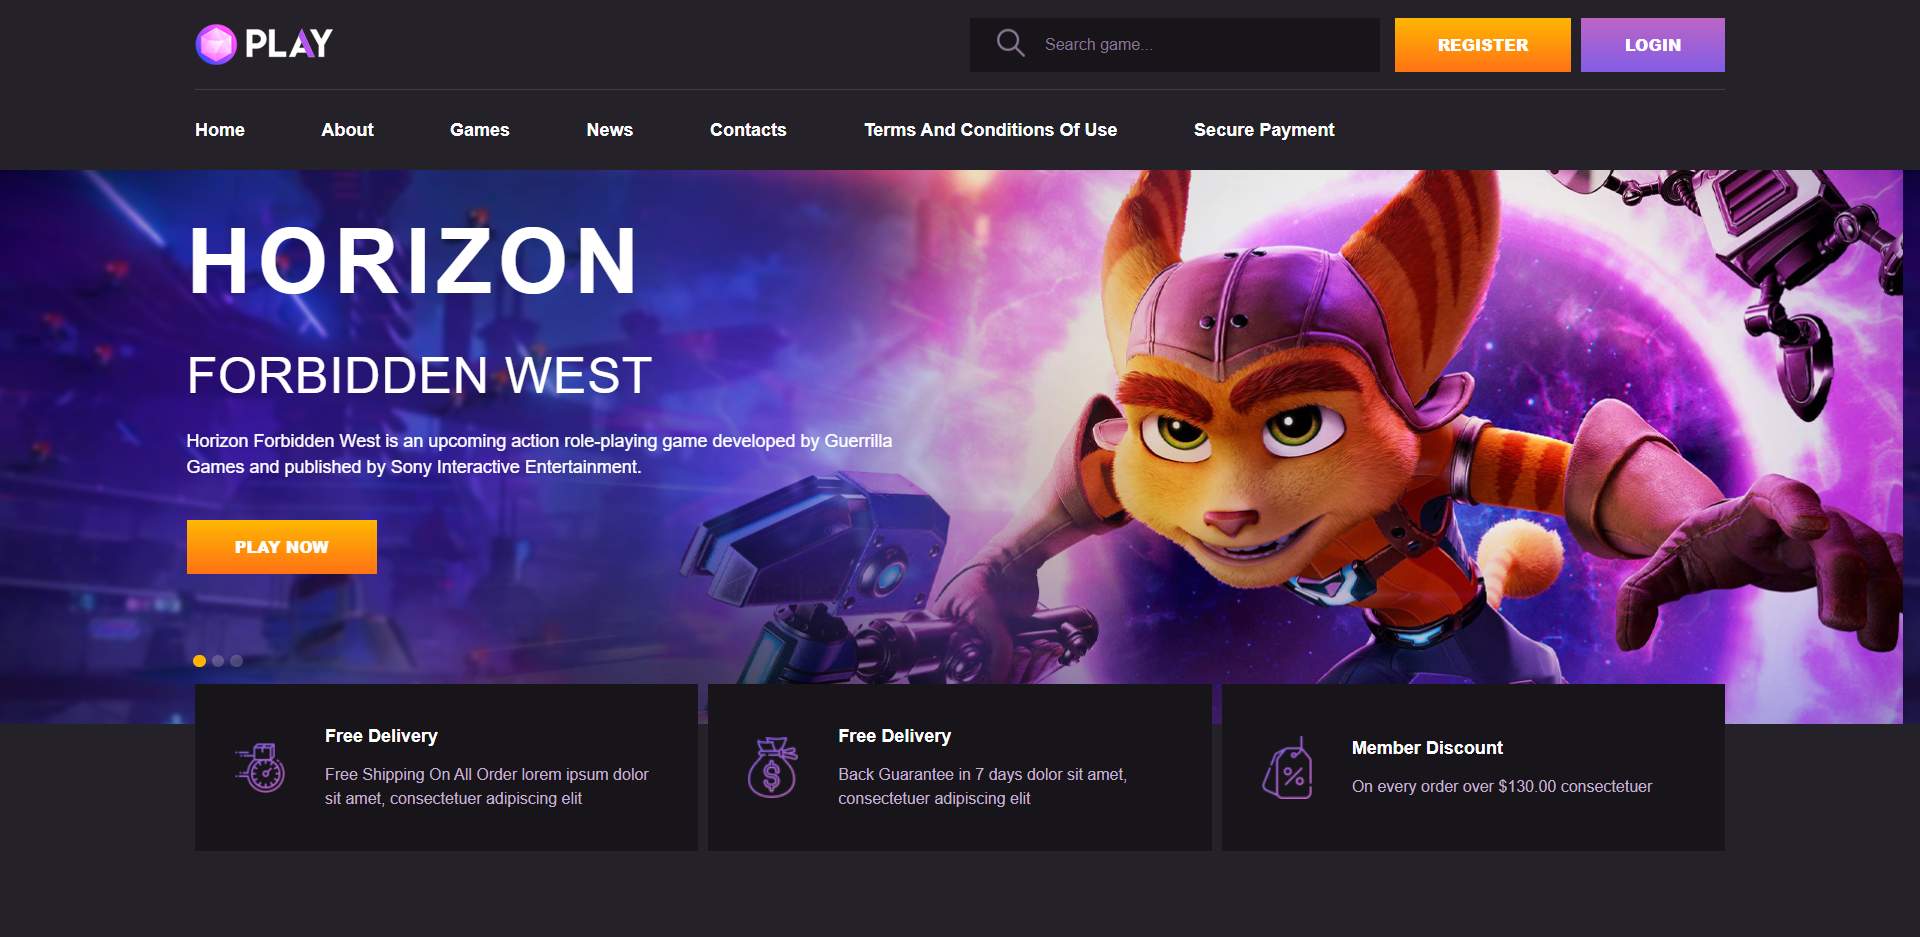 PLAY
Search game...
REGISTER
LOGIN
Home
About
Games
News
Contacts
Terms And Conditions Of Use
Secure Payment
HORIZON
FORBIDDEN WEST
Horizon Forbidden West is an upcoming action role-playing game developed by Guerrilla
Games and published by Sony Interactive Entertainment.
PLAY NOW
Free Delivery
Free Shipping On All Order lorem ipsum dolor
sit amet, consectetuer adipiscing elit
Free Delivery
Back Guarantee in 7 days dolor sit amet,
consectetuer adipiscing elit
Member Discount
On every order over $130.00 consectetuer